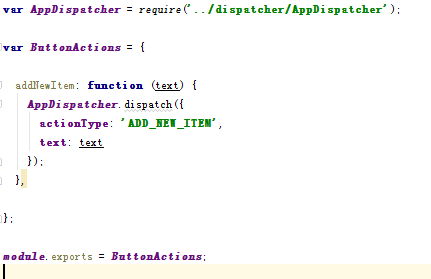 var AppDispatcher = require('../dispatcher/AppDispatcher');
var ButtonActions = {
addNewItem: function (text) {
AppDispatcher.dispatch({
actionType: 'ADD_NEW_ITEM',
text: text
});
},
};
module.exports = ButtonActions;